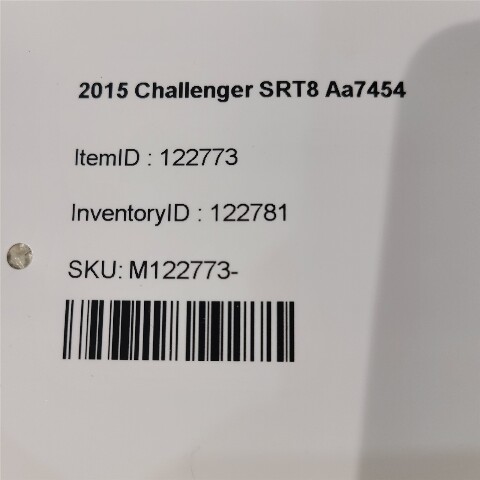 2015 Challenger SRT8 Aa7454
ItemID : 122773
InventoryID : 122781
SKU: M122773-